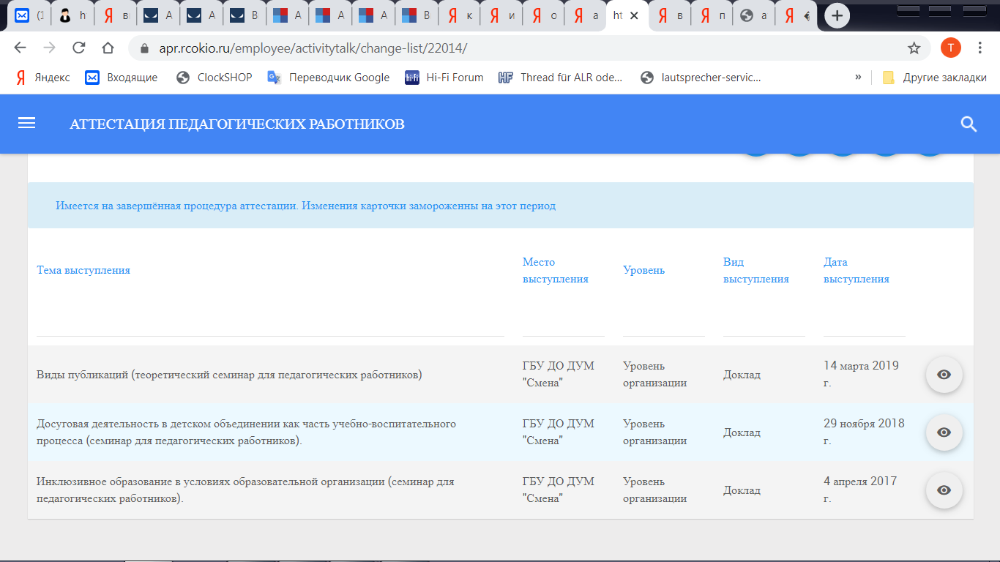 (1
h
в
А
А
В
А
А
А
В
к
и
о
а
ht
в
п
а
apr.rcokio.ru/employee/activitytalk/change-list/22014/
Т
Яндекс
Входящие
ClockSHOP
Переводчик Google
Hi-Fi Forum
Thread für ALR ode...
lautsprecher-servic...
»
Другие закладки
АТТЕСТАЦИЯ ПЕДАГОГИЧЕСКИХ РАБОТНИКОВ
Имеется на завершённая процедура аттестации. Изменения карточки замороженны на этот период
Тема выступления
Место
выступления
Уровень
Вид
выступления
Дата
выступления
Виды публикаций (теоретический семинар для педагогических работников)
ГБУ ДО ДУМ
"Смена"
Уровень
организации
Доклад
14 марта 2019
г.
Досуговая деятельность в детском объединении как часть учебно-воспитательного
процесса (семинар для педагогических работников).
ГБУ ДО ДУМ
"Смена"
Уровень
организации
Доклад
29 ноября 2018
г.
Инклюзивное образование в условиях образовательной организации (семинар для
педагогических работников).
ГБУ ДО ДУМ
"Смена"
Уровень
организации
Доклад
4 апреля 2017
г.